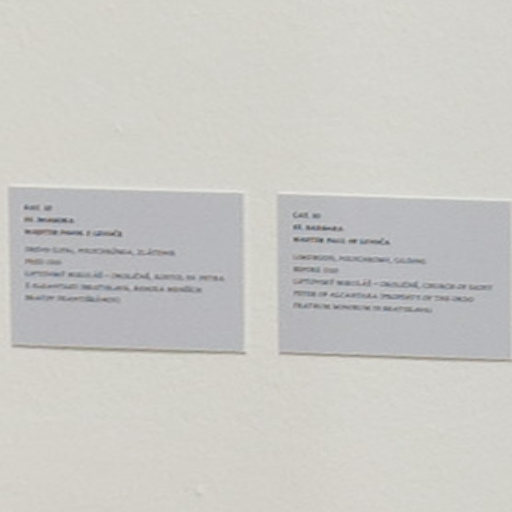 KAT. 10
SV. BARBORA
MAJSTER PAVOL Z LEVOČE
DREVO LIPA, POLYCHRÓMIA, ZLÁTENIE
PRED 1510
LIPTOVSKÝ MIKULÁŠ – OKOLIČNÉ, KOSTOL SV. PETRA
Z ALKANTARY BRATISLAVA, REHOĽA MENŠÍCH
BRATOV FRANTIŠKÁNOV
CAT. 10
ST. BARBARA
MASTER PAUL OF LEVOČA
LIMEWOOD, POLYCHROMY, GILDING
BEFORE 1510
LIPTOVSKÝ MIKULÁŠ – OKOLIČNÉ, CHURCH OF SAINT
PETER OF ALCANTARA (PROPERTY OF THE ORDO
FRATRUM MINORUM IN BRATISLAVA)